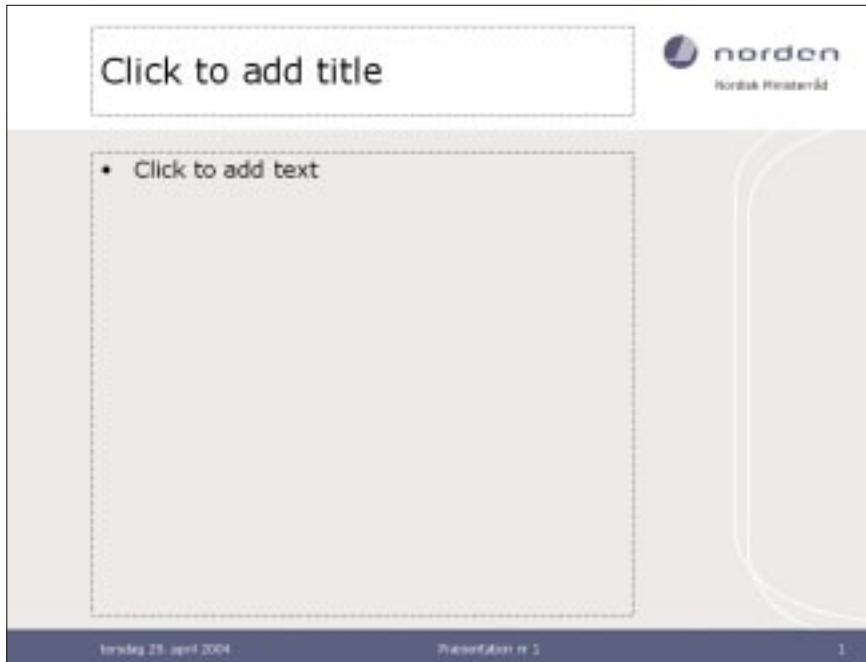 Click to add title
norden
Nordisk Ministerråd
• Click to add text
torsdag 29. april 2004
Præsentation nr 1
1